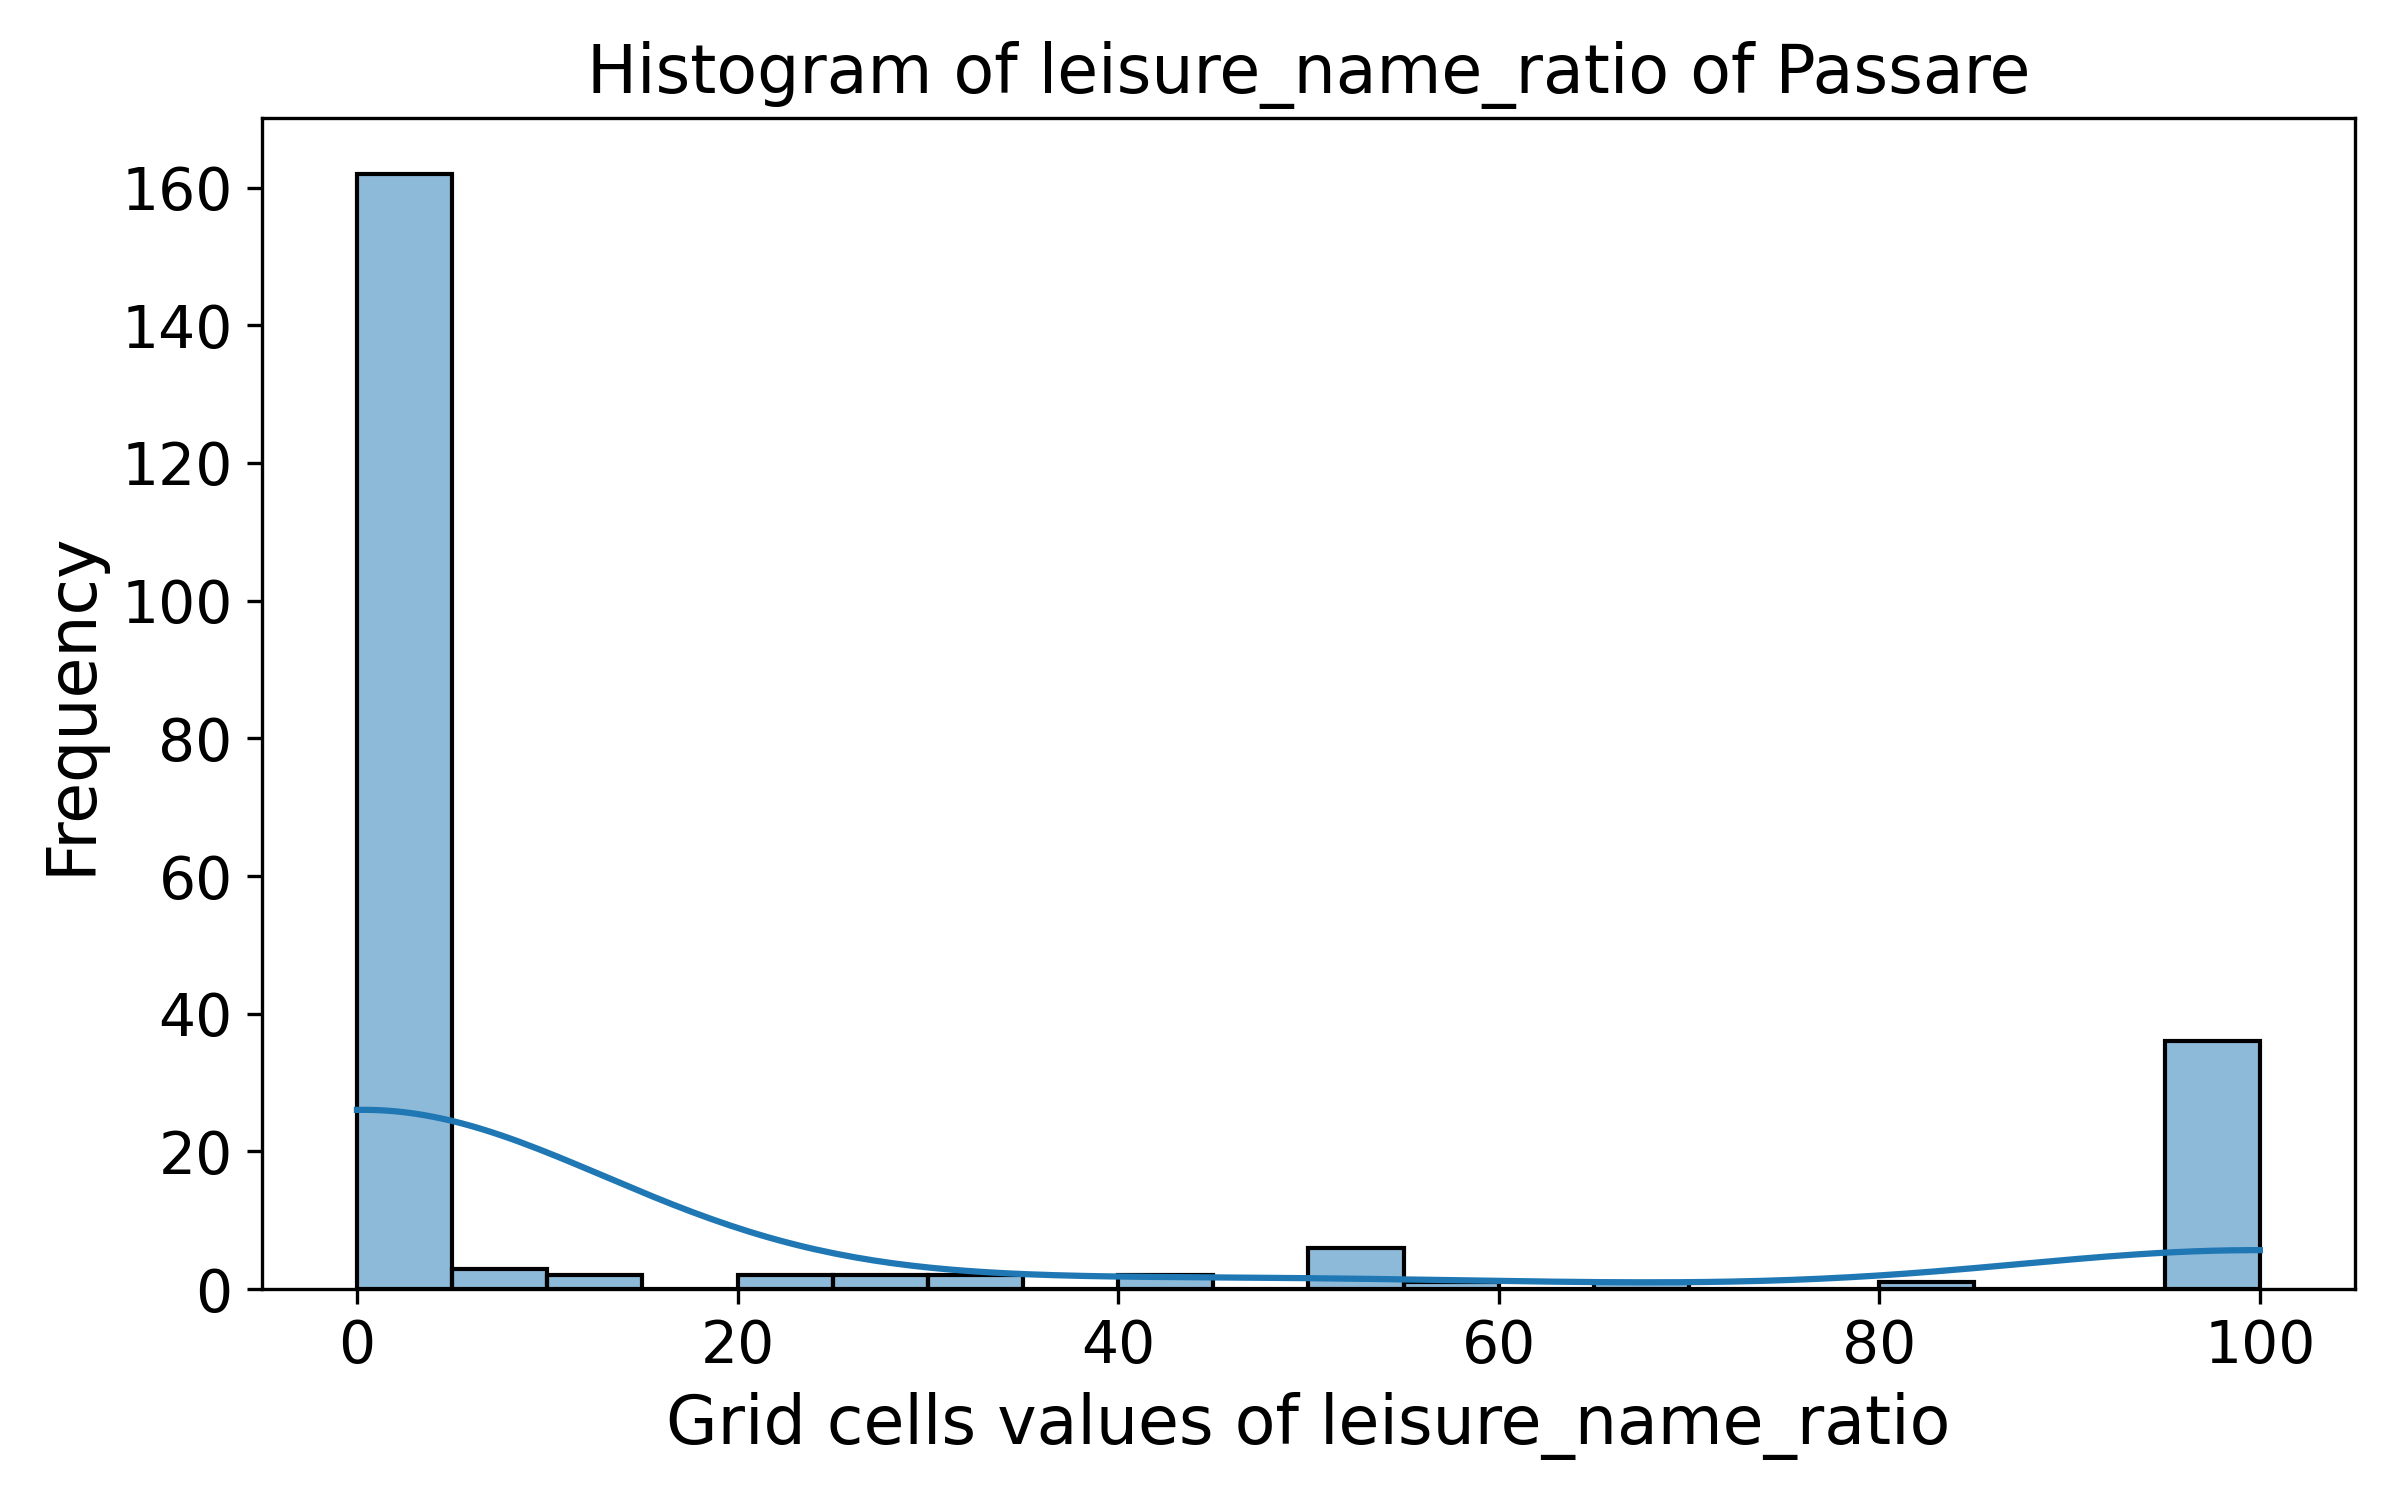 Histogram of leisure_name_ratio of Passare
Frequency
160
140
120
100
80
60
40
20
0
0 20 40 60 80 100
Grid cells values of leisure_name_ratio